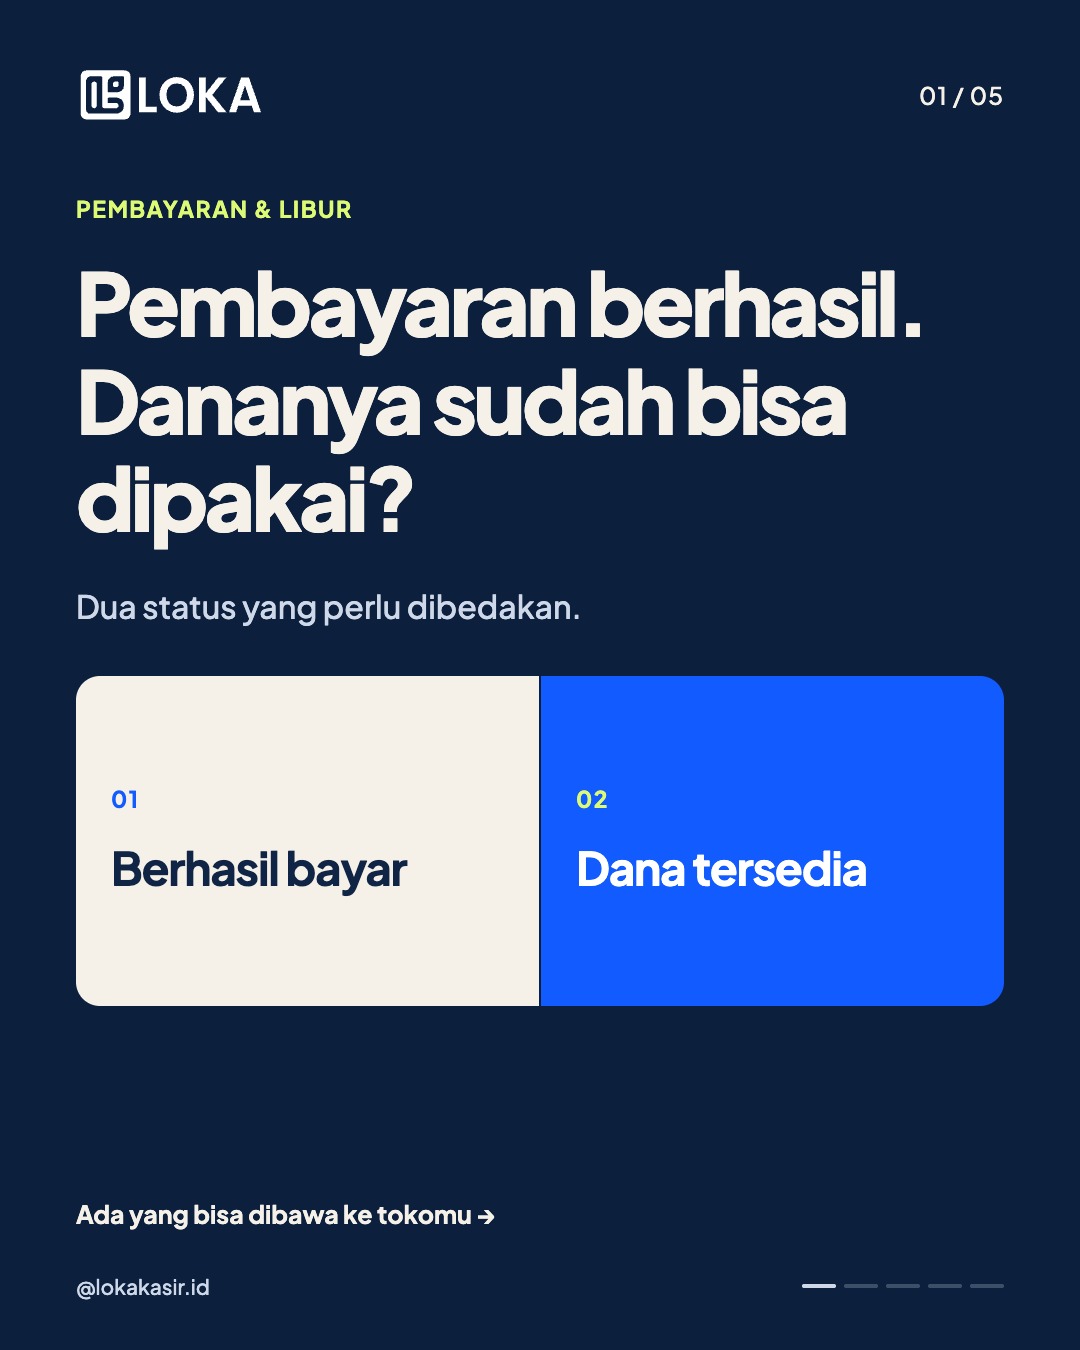 LOKA
01 / 05
PEMBAYARAN & LIBUR
Pembayaran berhasil.
Dananya sudah bisa
dipakai?
Dua status yang perlu dibedakan.
01
Berhasil bayar
02
Dana tersedia
Ada yang bisa dibawa ke tokomu →
@lokakasir.id